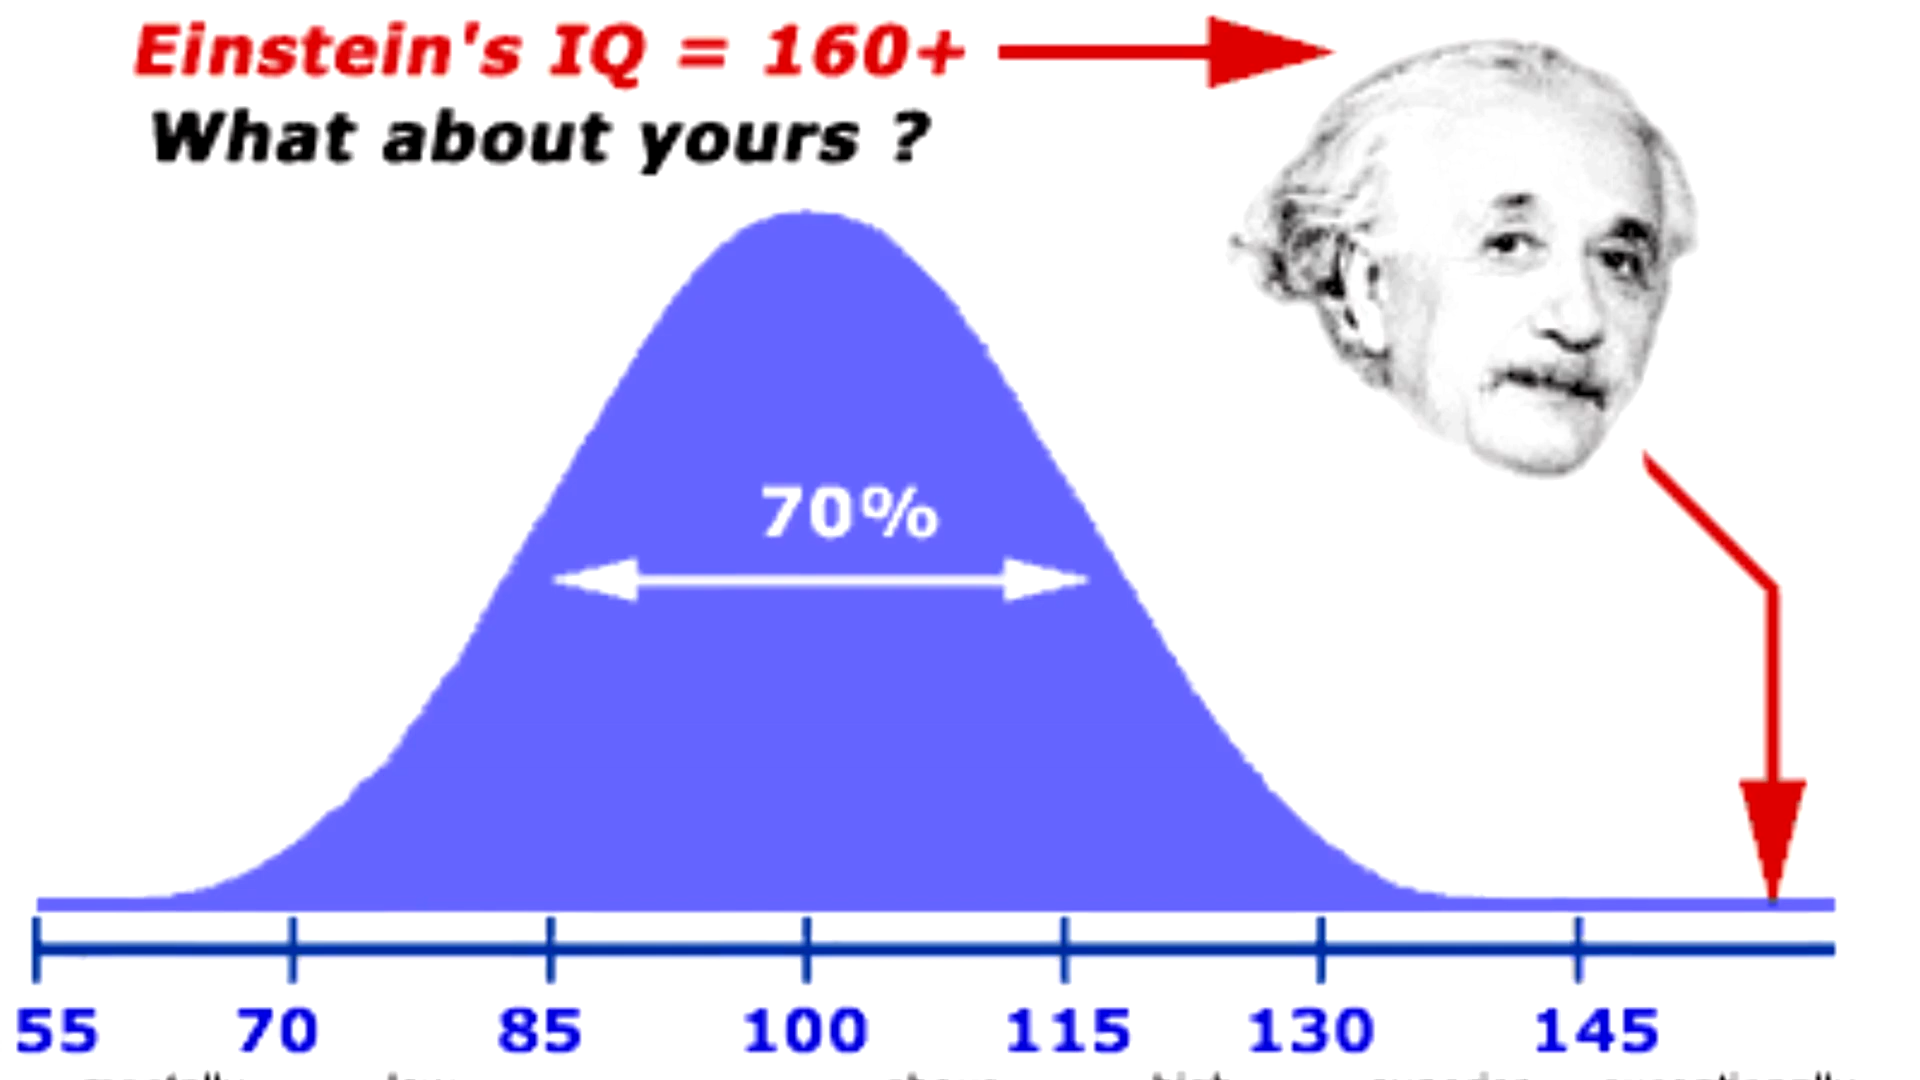 Einstein's IQ = 160+
What about yours ?
70%
55 70 85 100 115 130 145